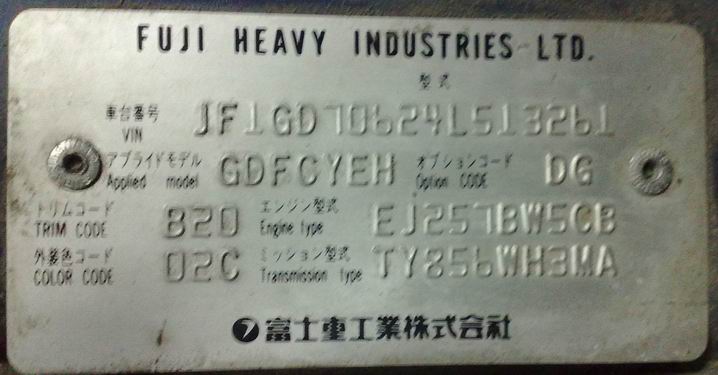 FUJI HEAVY INDUSTRIES LTD.
型式
車台番号 VIN JF1GD70624L513261
アプライドモデル Applied model GDFCYEH オプションコード Option CODE DG
トリムコード TRIM CODE B20 エンジン型式 Engine type EJ257BW5CB
外装色コード COLOR CODE 02C ミッション型式 Transmission type TY856WH3MA
富士重工業株式会社